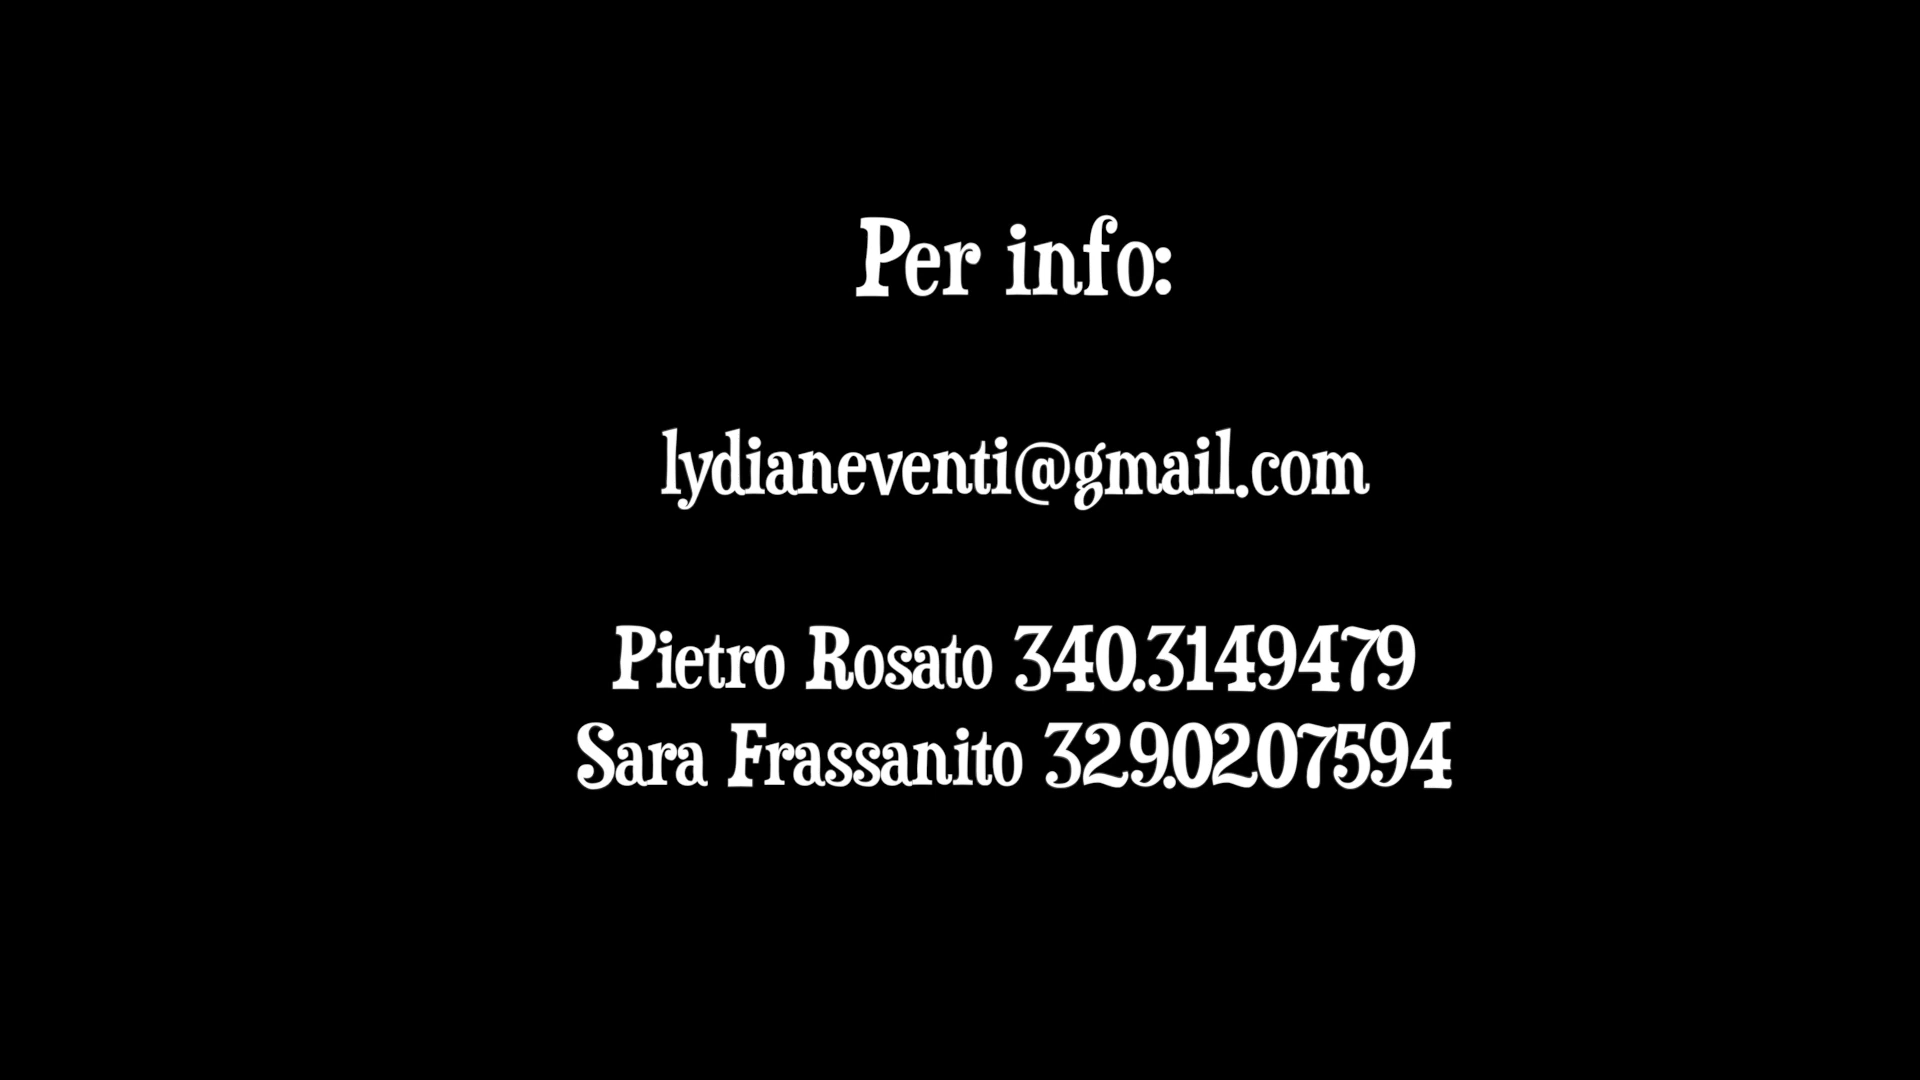 Per info:
lydianeventi@gmail.com
Pietro Rosato 340.3149479
Sara Frassanito 329.0207594